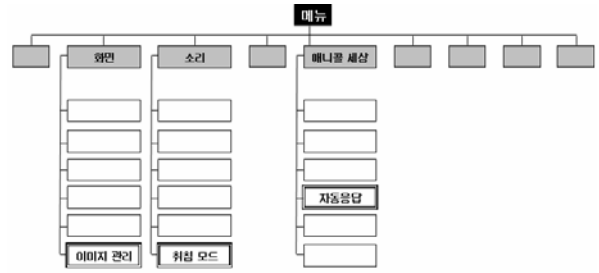 메뉴
화면
소리
애니콜 세상
자동응답
이미지 관리
취침 모드